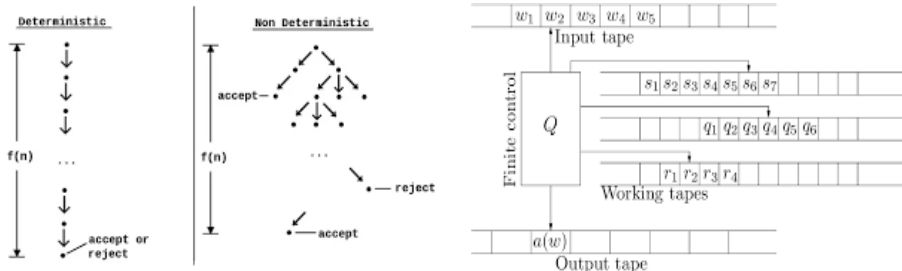 Deterministic
f(n)
...
accept or
reject
Non Deterministic
f(n)
accept
...
reject
accept
w1 w2 w3 w4 w5
Input tape
Finite control
Q
s1 s2 s3 s4 s5 s6 s7
q1 q2 q3 q4 q5 q6
r1 r2 r3 r4
Working tapes
a(w)
Output tape